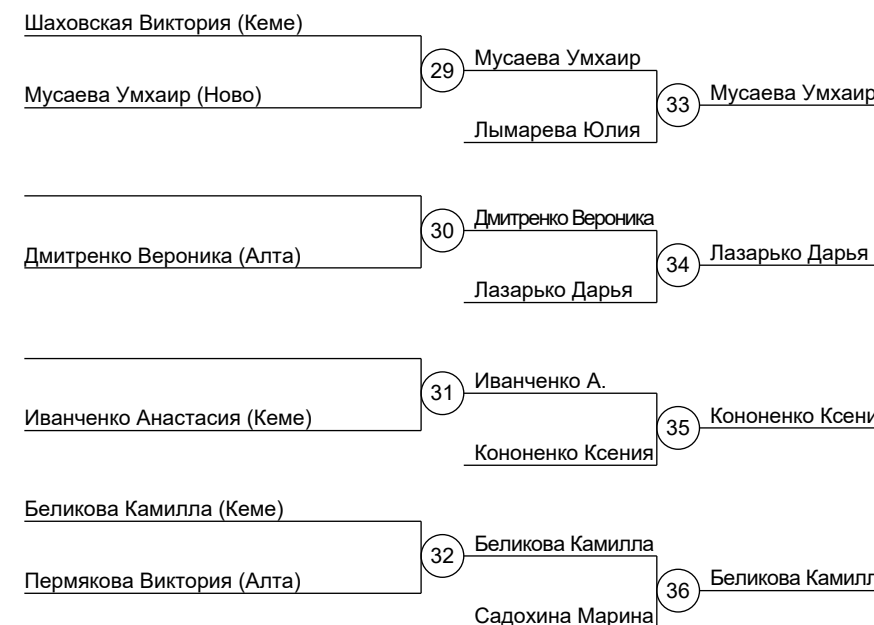 Шаховская Виктория (Кеме)
29
Мусаева Умхаир
Мусаева Умхаир (Ново)
33
Мусаева Умхаир
Лымарева Юлия
30
Дмитренко Вероника
Дмитренко Вероника (Алта)
34
Лазарько Дарья
Лазарько Дарья
31
Иванченко А.
Иванченко Анастасия (Кеме)
35
Кононенко Ксени
Кононенко Ксения
Беликова Камилла (Кеме)
32
Беликова Камилла
Пермякова Виктория (Алта)
36
Беликова Камилл
Садохина Марина